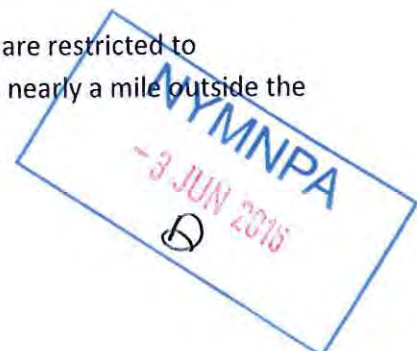 are restricted to
nearly a mile outside the
NYMNPA
- 3 JUN 2016